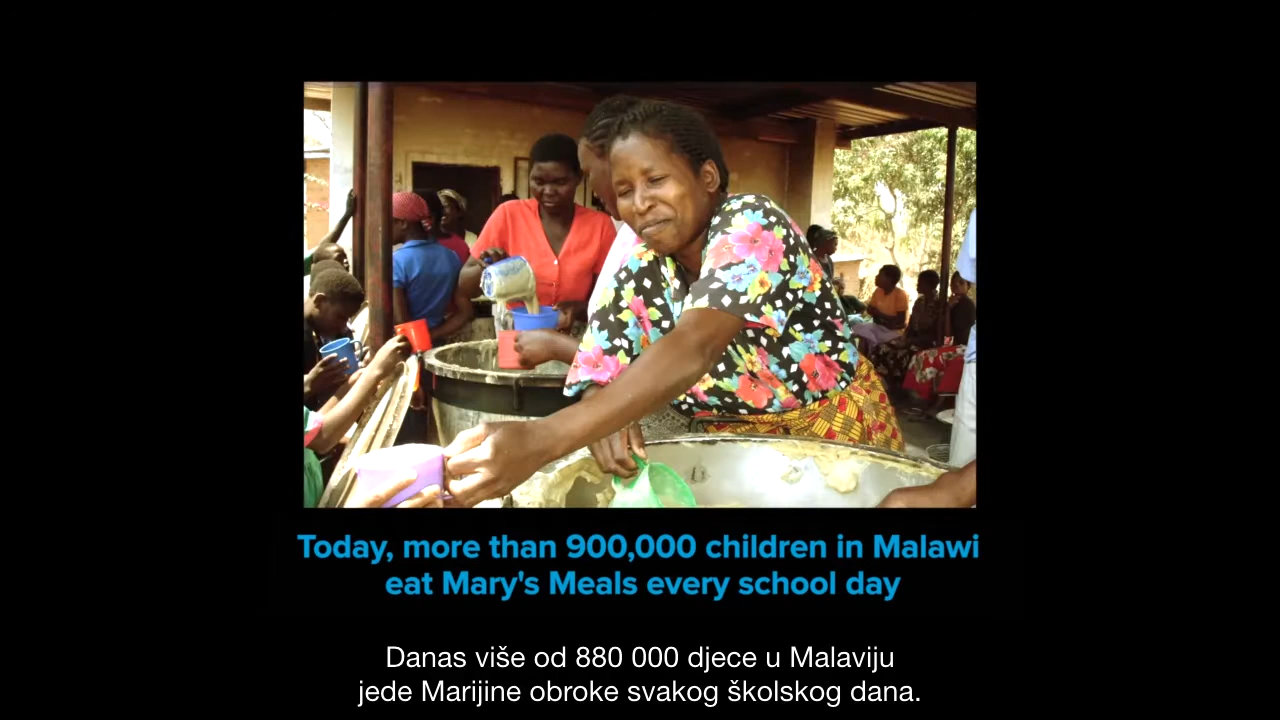 Today, more than 900,000 children in Malawi
eat Mary's Meals every school day
Danas više od 880 000 djece u Malaviju
jede Marijine obroke svakog školskog dana.